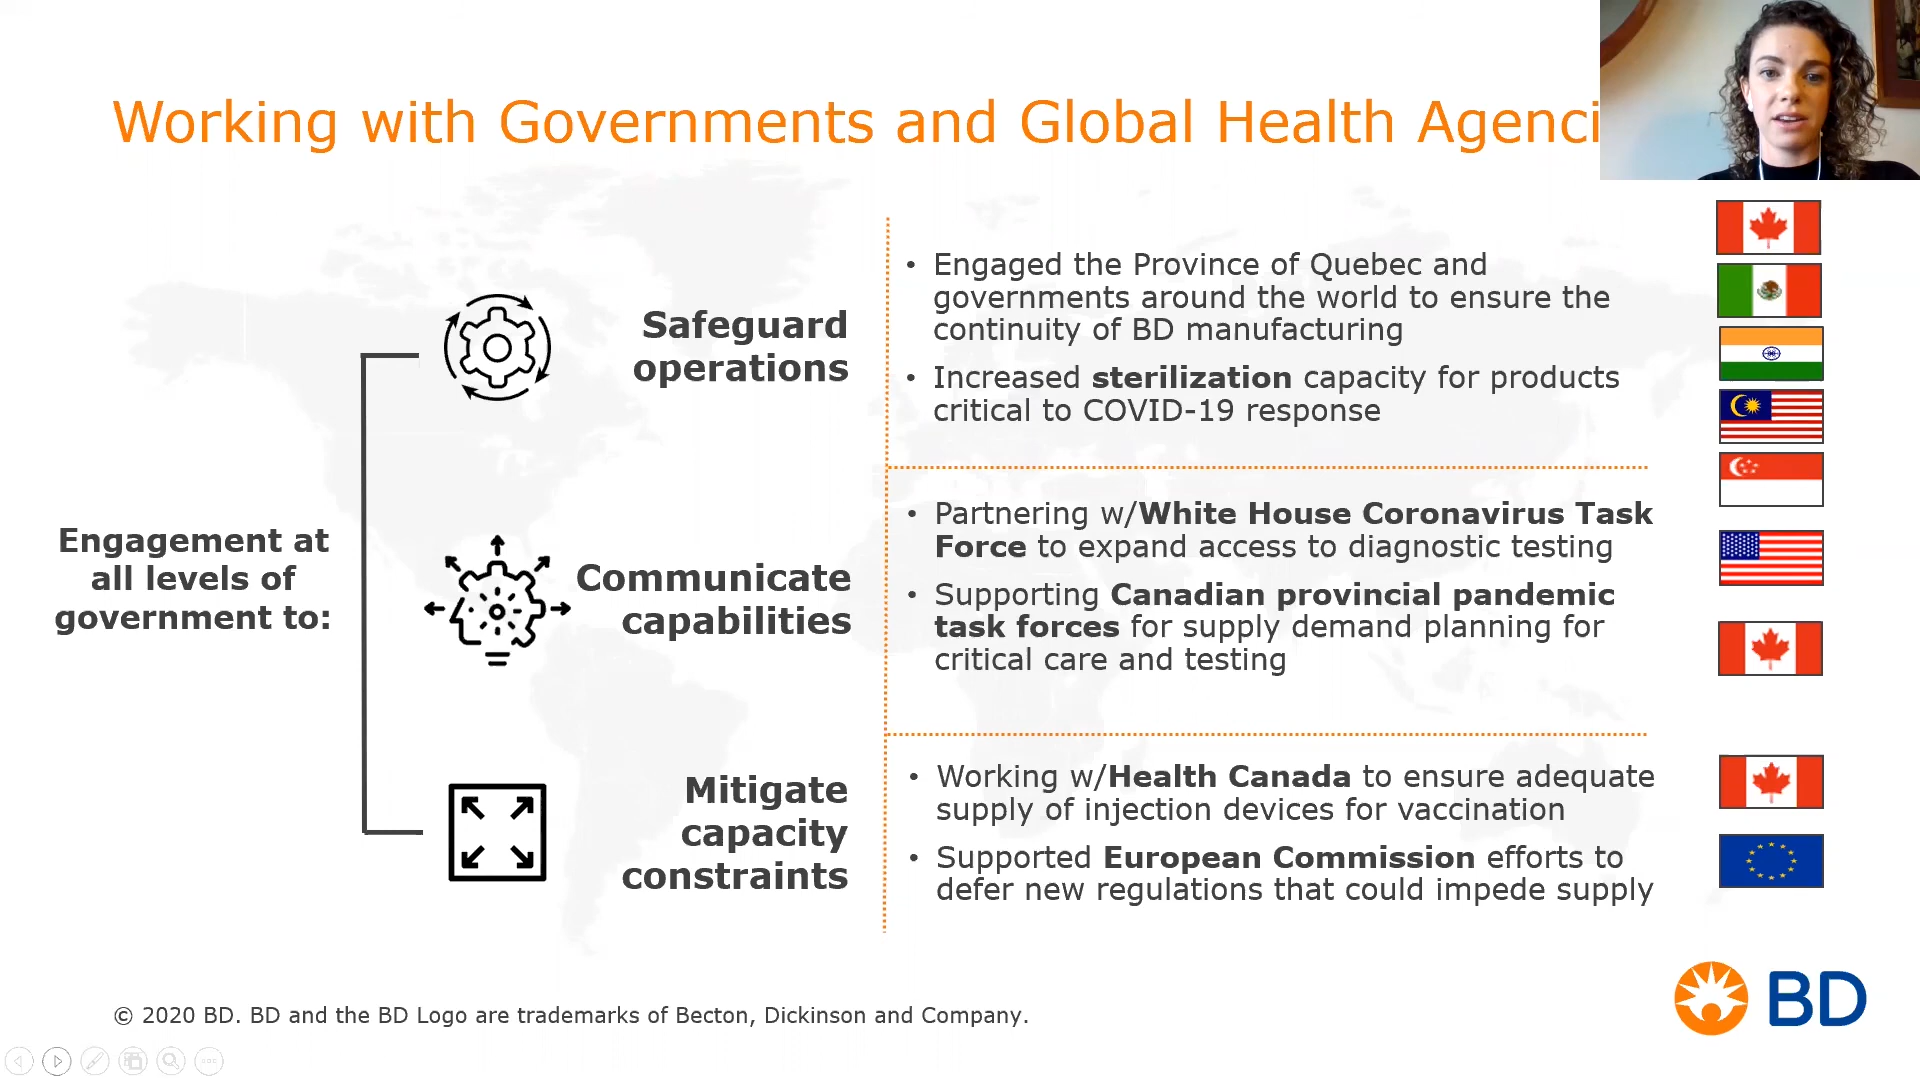 Working with Governments and Global Health Agenci
Engagement at
all levels of
government to:
Safeguard
operations
• Engaged the Province of Quebec and
governments around the world to ensure the
continuity of BD manufacturing
• Increased sterilization capacity for products
critical to COVID-19 response
Communicate
capabilities
• Partnering w/White House Coronavirus Task
Force to expand access to diagnostic testing
• Supporting Canadian provincial pandemic
task forces for supply demand planning for
critical care and testing
Mitigate
capacity
constraints
• Working w/Health Canada to ensure adequate
supply of injection devices for vaccination
• Supported European Commission efforts to
defer new regulations that could impede supply
BD
© 2020 BD. BD and the BD Logo are trademarks of Becton, Dickinson and Company.